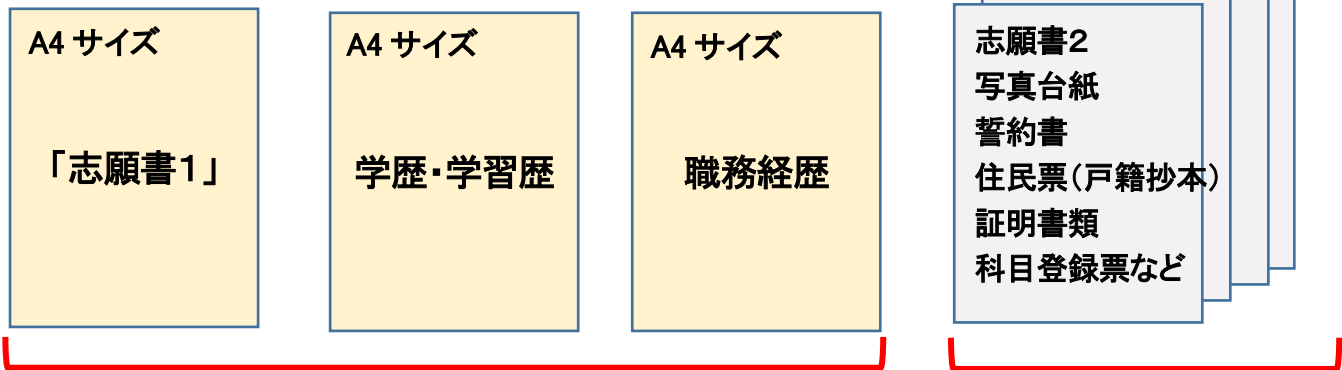 A4 サイズ
「志願書1」
A4 サイズ
学歴・学習歴
A4 サイズ
職務経歴
志願書2
写真台紙
誓約書
住民票(戸籍抄本)
証明書類
科目登録票など